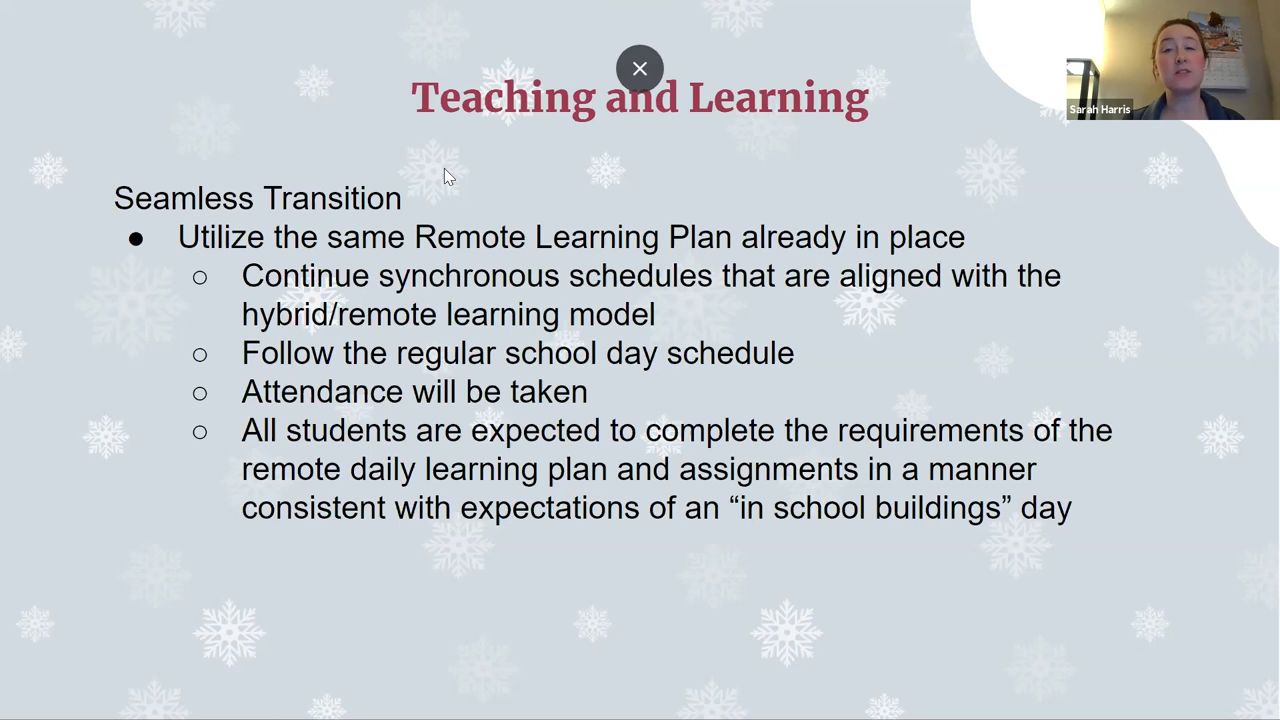 Teaching and Learning
Sarah Harris
Seamless Transition
● Utilize the same Remote Learning Plan already in place
○ Continue synchronous schedules that are aligned with the
hybrid/remote learning model
○ Follow the regular school day schedule
○ Attendance will be taken
○ All students are expected to complete the requirements of the
remote daily learning plan and assignments in a manner
consistent with expectations of an “in school buildings” day